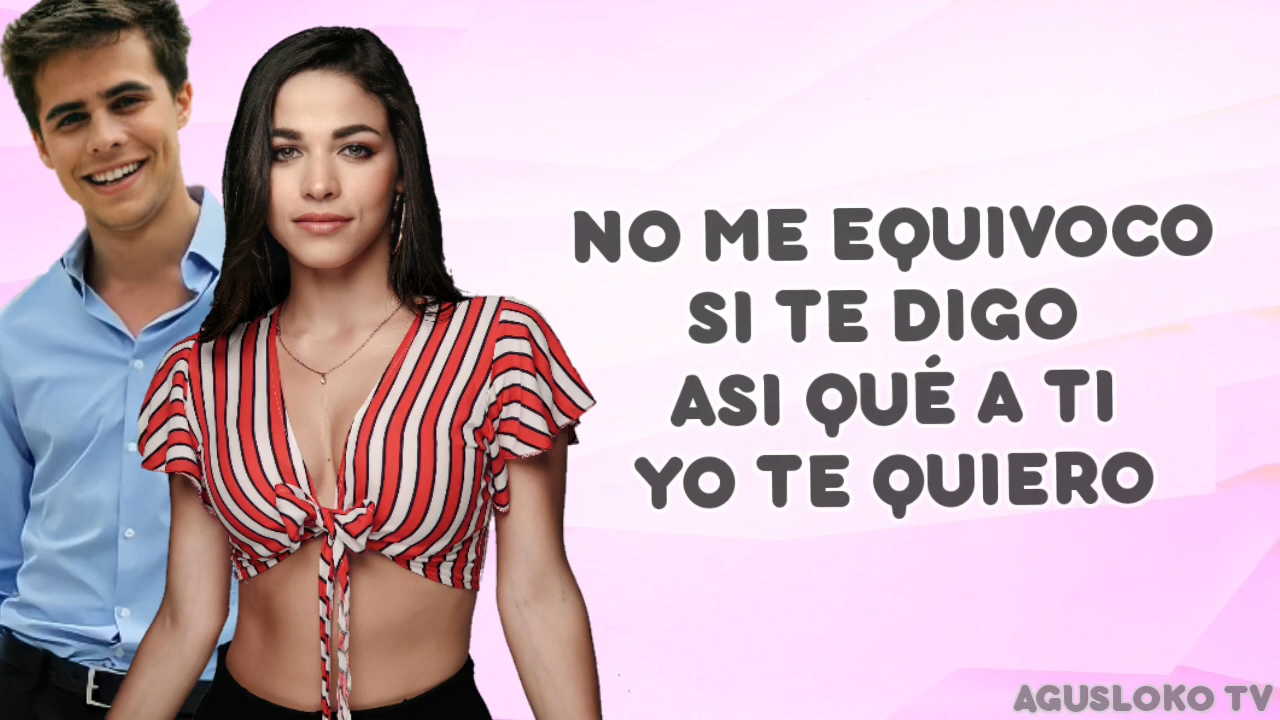 NO ME EQUIVOCO
SI TE DIGO
ASI QUÉ A TI
YO TE QUIERO
AGUSLOKO TV